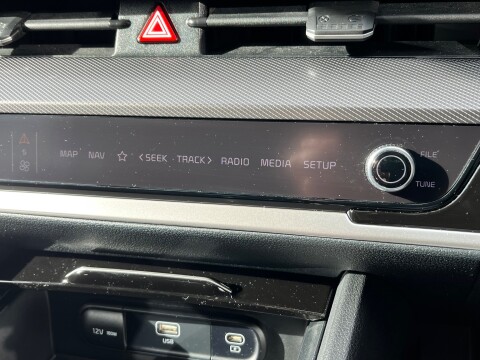 MAP NAV ☆ <SEEK TRACK> RADIO MEDIA SETUP
FILE
TUNE
12V
USB